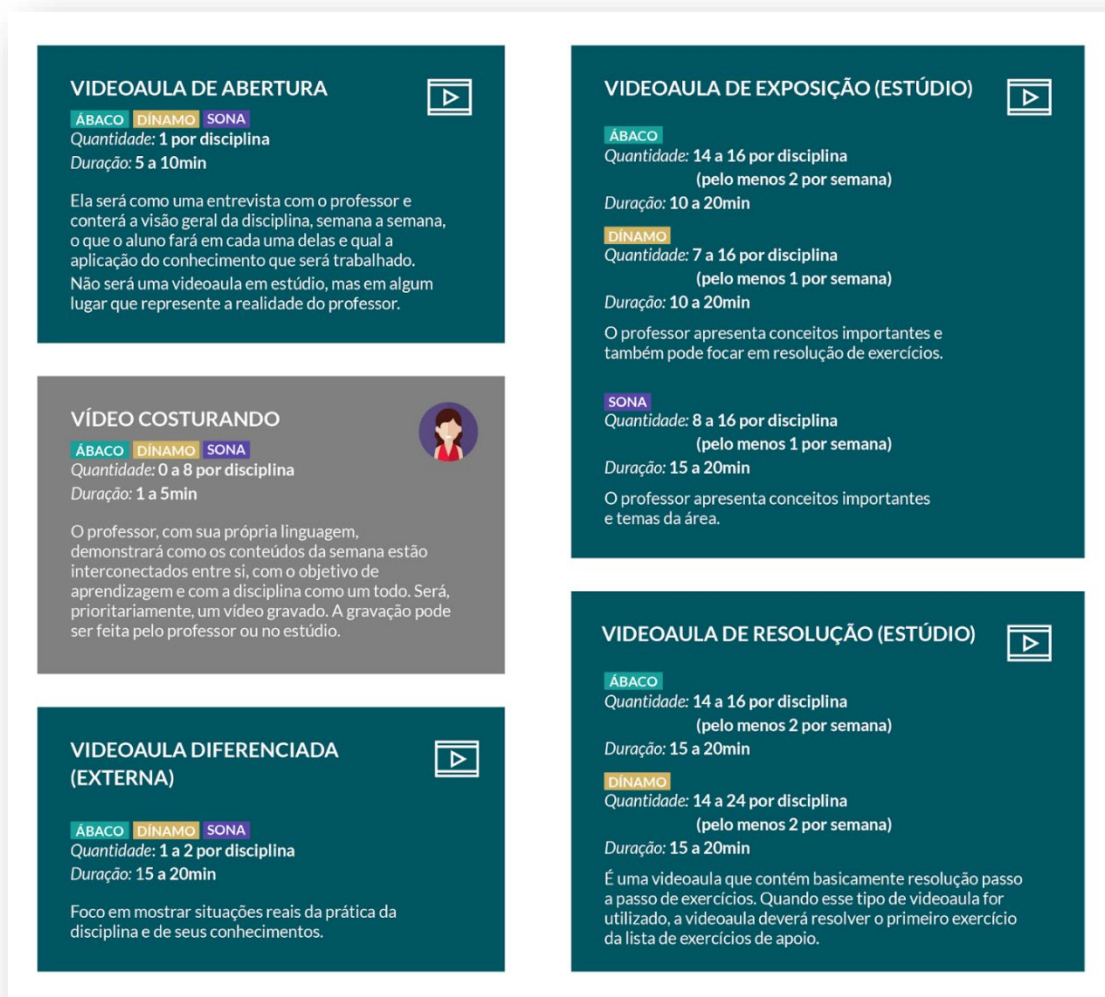 VIDEOAULA DE ABERTURA
ÁBACO DÍNAMO SONA
Quantidade: 1 por disciplina
Duração: 5 a 10min
Ela será como uma entrevista com o professor e
conterá a visão geral da disciplina, semana a semana,
o que o aluno fará em cada uma delas e qual a
aplicação do conhecimento que será trabalhado.
Não será uma videoaula em estúdio, mas em algum
lugar que represente a realidade do professor.
VÍDEO COSTURANDO
ÁBACO DÍNAMO SONA
Quantidade: 0 a 8 por disciplina
Duração: 1 a 5min
O professor, com sua própria linguagem,
demonstrará como os conteúdos da semana estão
interconectados entre si, com o objetivo de
aprendizagem e com a disciplina como um todo. Será,
prioritariamente, um vídeo gravado. A gravação pode
ser feita pelo professor ou no estúdio.
VIDEOAULA DIFERENCIADA
(EXTERNA)
ÁBACO DÍNAMO SONA
Quantidade: 1 a 2 por disciplina
Duração: 15 a 20min
Foco em mostrar situações reais da prática da
disciplina e de seus conhecimentos.
VIDEOAULA DE EXPOSIÇÃO (ESTÚDIO)
ÁBACO
Quantidade: 14 a 16 por disciplina
(pelo menos 2 por semana)
Duração: 10 a 20min
DÍNAMO
Quantidade: 7 a 16 por disciplina
(pelo menos 1 por semana)
Duração: 10 a 20min
O professor apresenta conceitos importantes e
também pode focar em resolução de exercícios.
SONA
Quantidade: 8 a 16 por disciplina
(pelo menos 1 por semana)
Duração: 15 a 20min
O professor apresenta conceitos importantes
e temas da área.
VIDEOAULA DE RESOLUÇÃO (ESTÚDIO)
ÁBACO
Quantidade: 14 a 16 por disciplina
(pelo menos 2 por semana)
Duração: 15 a 20min
DÍNAMO
Quantidade: 14 a 24 por disciplina
(pelo menos 2 por semana)
Duração: 15 a 20min
É uma videoaula que contém basicamente resolução passo
a passo de exercícios. Quando esse tipo de videoaula for
utilizado, a videoaula deverá resolver o primeiro exercício
da lista de exercícios de apoio.